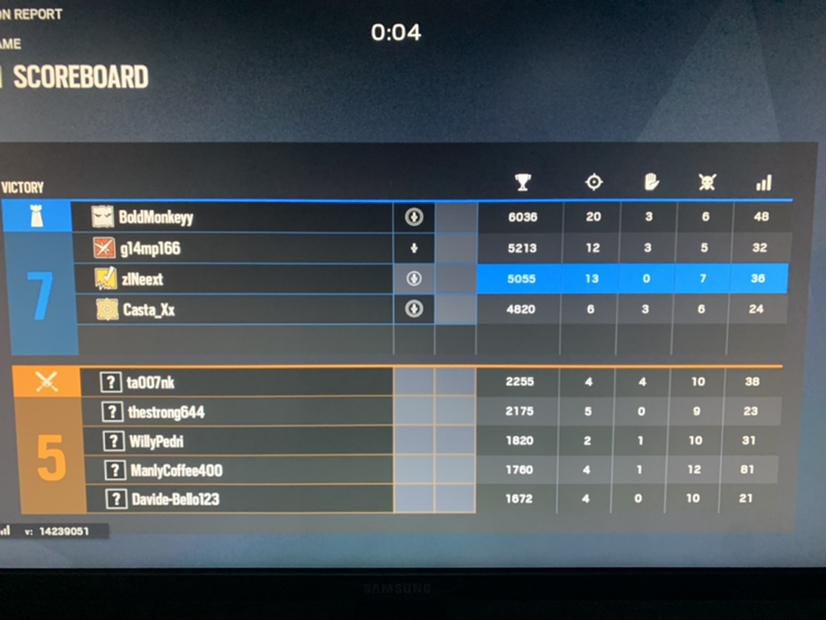 ON REPORT
AME
0:04
SCOREBOARD
VICTORY
BoldMonkeyy 6036 20 3 6 48
7
g14mp166 5213 12 3 5 32
zlNeext 5055 13 0 7 36
Casta_Xx 4820 6 3 6 24
? ta007nk 2255 4 4 10 38
5
? thestrong644 2175 5 0 9 23
? WillyPedri 1820 2 1 10 31
? ManlyCoffee400 1760 4 1 12 81
? Davide-Bello123 1672 4 0 10 21
v: 14239051
SAMSUNG